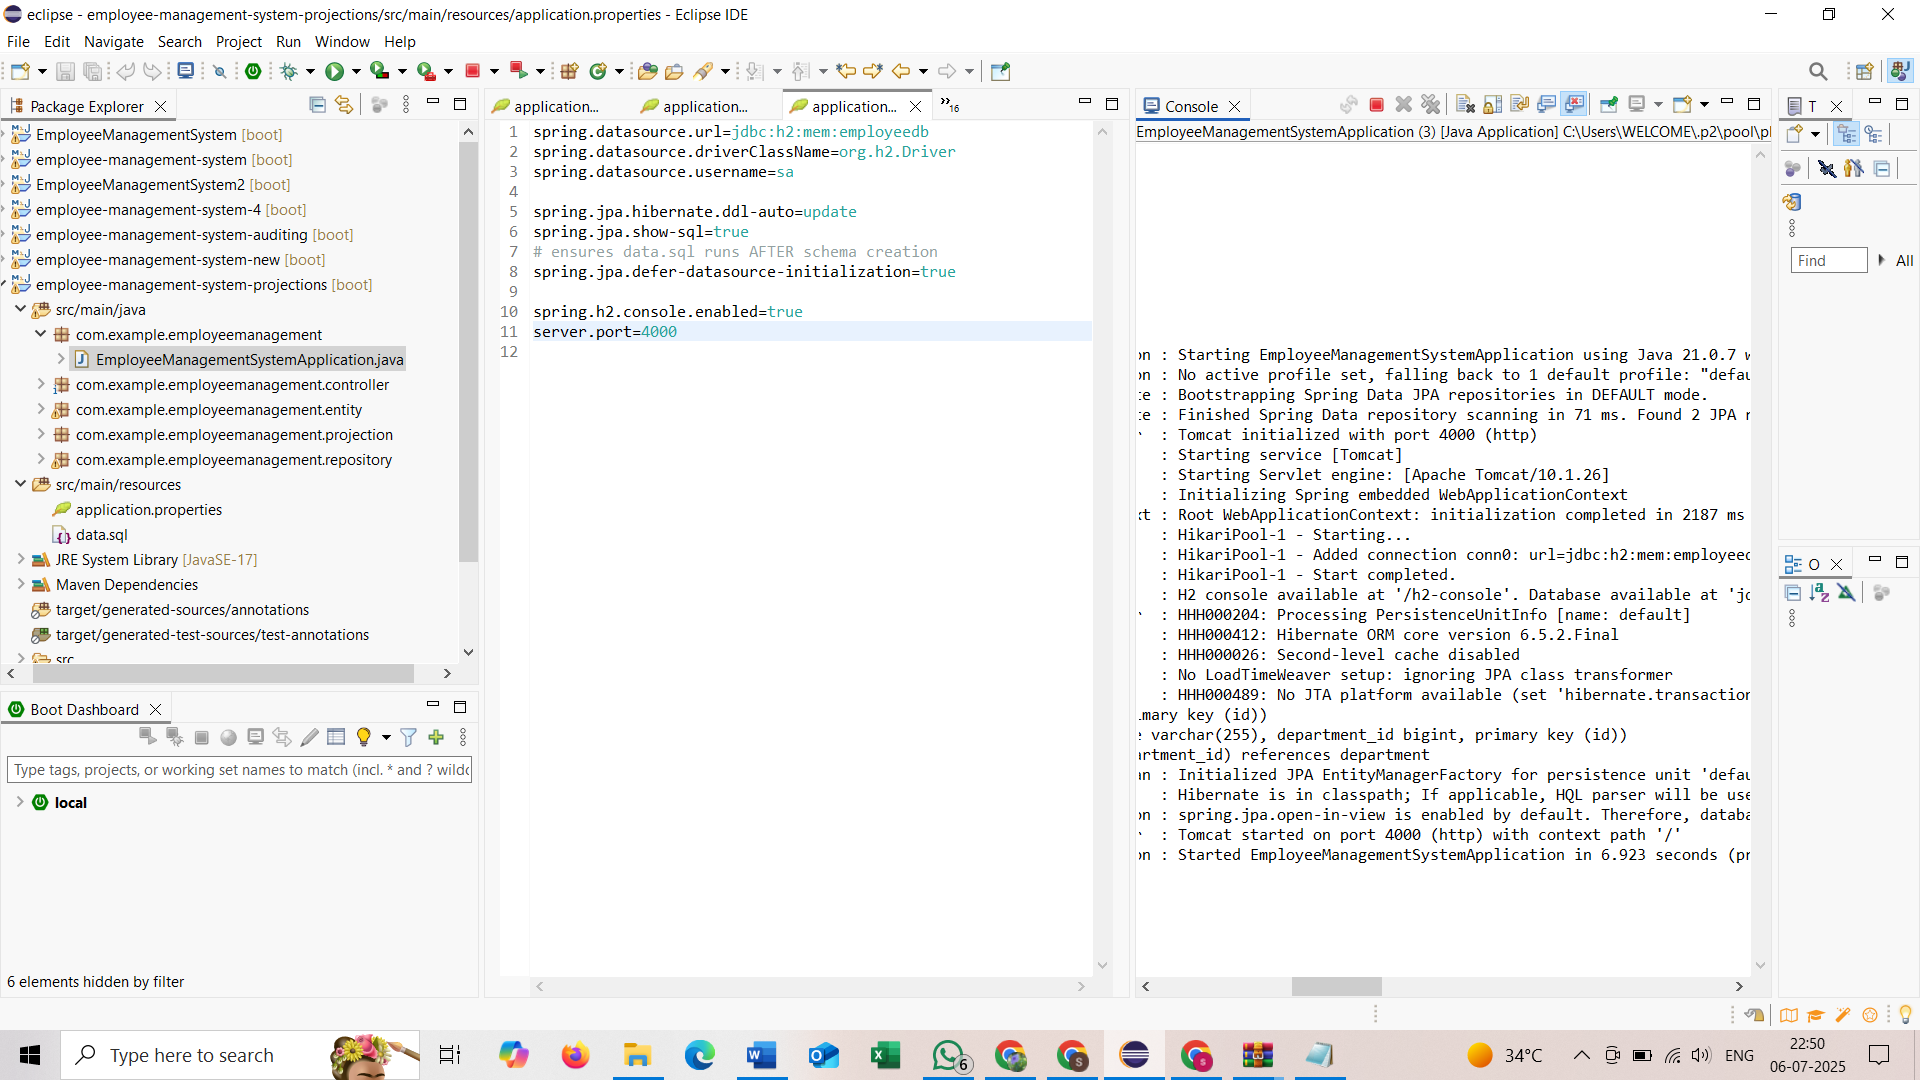 eclipse - employee-management-system-projections/src/main/resources/application.properties - Eclipse IDE
File Edit Navigate Search Project Run Window Help
Package Explorer
EmployeeManagementSystem [boot]
employee-management-system [boot]
EmployeeManagementSystem2 [boot]
employee-management-system-4 [boot]
employee-management-system-auditing [boot]
employee-management-system-new [boot]
employee-management-system-projections [boot]
src/main/java
com.example.employeemanagement
EmployeeManagementSystemApplication.java
com.example.employeemanagement.controller
com.example.employeemanagement.entity
com.example.employeemanagement.projection
com.example.employeemanagement.repository
src/main/resources
application.properties
data.sql
JRE System Library [JavaSE-17]
Maven Dependencies
target/generated-sources/annotations
target/generated-test-sources/test-annotations
src
Boot Dashboard
Type tags, projects, or working set names to match (incl. * and ? wildc
local
6 elements hidden by filter
application...
application...
application...
»16
1 spring.datasource.url=jdbc:h2:mem:employeedb
2 spring.datasource.driverClassName=org.h2.Driver
3 spring.datasource.username=sa
4
5 spring.jpa.hibernate.ddl-auto=update
6 spring.jpa.show-sql=true
7 # ensures data.sql runs AFTER schema creation
8 spring.jpa.defer-datasource-initialization=true
9
10 spring.h2.console.enabled=true
11 server.port=4000
12
Console
EmployeeManagementSystemApplication (3) [Java Application] C:\Users\WELCOME\.p2\pool\pl
on : Starting EmployeeManagementSystemApplication using Java 21.0.7 w
on : No active profile set, falling back to 1 default profile: "defau
te : Bootstrapping Spring Data JPA repositories in DEFAULT mode.
te : Finished Spring Data repository scanning in 71 ms. Found 2 JPA r
: Tomcat initialized with port 4000 (http)
: Starting service [Tomcat]
: Starting Servlet engine: [Apache Tomcat/10.1.26]
: Initializing Spring embedded WebApplicationContext
xt : Root WebApplicationContext: initialization completed in 2187 ms
: HikariPool-1 - Starting...
: HikariPool-1 - Added connection conn0: url=jdbc:h2:mem:employeed
: HikariPool-1 - Start completed.
: H2 console available at '/h2-console'. Database available at 'jd
: HHH000204: Processing PersistenceUnitInfo [name: default]
: HHH000412: Hibernate ORM core version 6.5.2.Final
: HHH000026: Second-level cache disabled
: No LoadTimeWeaver setup: ignoring JPA class transformer
: HHH000489: No JTA platform available (set 'hibernate.transaction
imary key (id))
e varchar(255), department_id bigint, primary key (id))
artment_id) references department
an : Initialized JPA EntityManagerFactory for persistence unit 'defau
: Hibernate is in classpath; If applicable, HQL parser will be use
on : spring.jpa.open-in-view is enabled by default. Therefore, databa
: Tomcat started on port 4000 (http) with context path '/'
on : Started EmployeeManagementSystemApplication in 6.923 seconds (pr
T
Find
All
O
Type here to search
6
34°C
ENG
22:50
06-07-2025